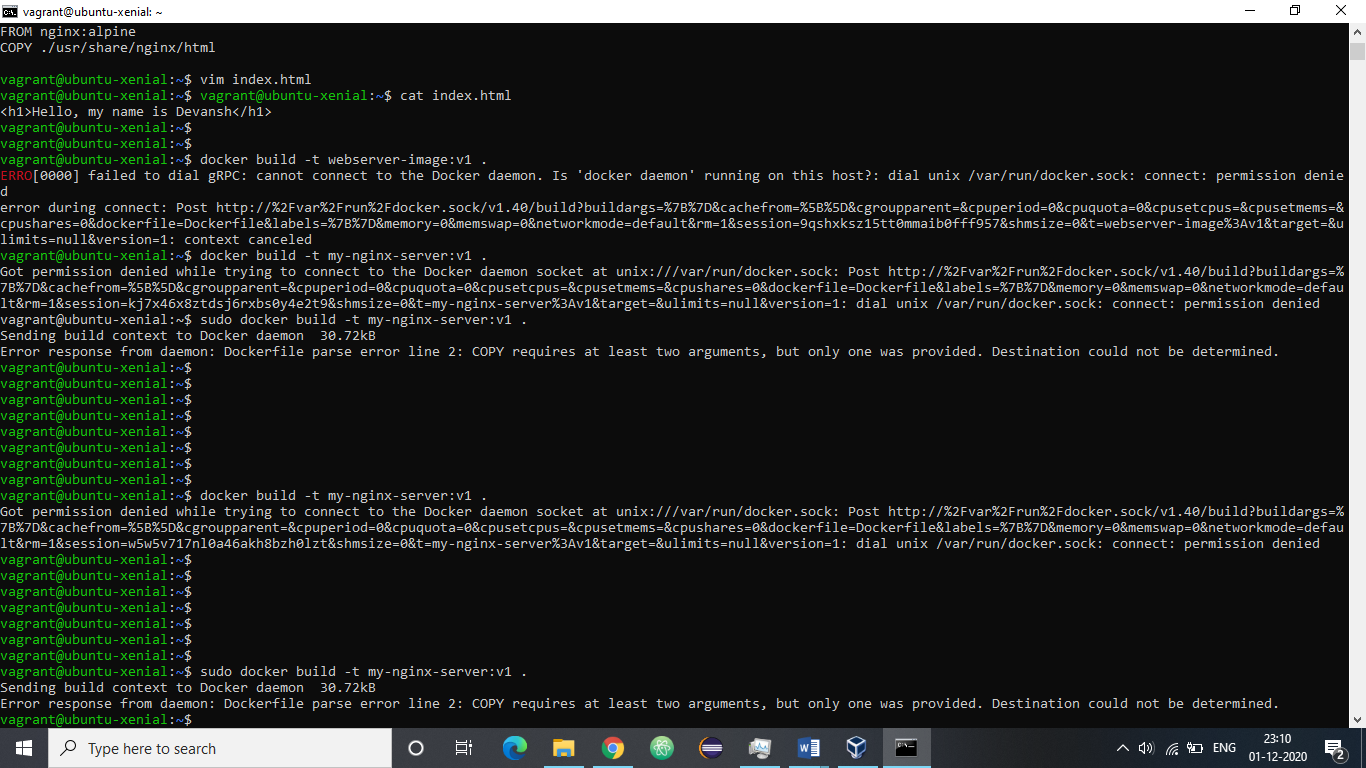 vagrant@ubuntu-xenial: ~
FROM nginx:alpine
COPY ./usr/share/nginx/html
vagrant@ubuntu-xenial:~$ vim index.html
vagrant@ubuntu-xenial:~$ vagrant@ubuntu-xenial:~$ cat index.html
<h1>Hello, my name is Devansh</h1>
vagrant@ubuntu-xenial:~$
vagrant@ubuntu-xenial:~$
vagrant@ubuntu-xenial:~$ docker build -t webserver-image:v1 .
ERRO[0000] failed to dial gRPC: cannot connect to the Docker daemon. Is 'docker daemon' running on this host?: dial unix /var/run/docker.sock: connect: permission denie
d
error during connect: Post http://%2Fvar%2Frun%2Fdocker.sock/v1.40/build?buildargs=%7B%7D&cachefrom=%5B%5D&cgroupparent=&cpuperiod=0&cpuquota=0&cpusetcpus=&cpusetmems=&
cpushares=0&dockerfile=Dockerfile&labels=%7B%7D&memory=0&memswap=0&networkmode=default&rm=1&session=9qshxksz15tt0mmaib0fff957&shmsize=0&t=webserver-image%3Av1&target=&u
limits=null&version=1: context canceled
vagrant@ubuntu-xenial:~$ docker build -t my-nginx-server:v1 .
Got permission denied while trying to connect to the Docker daemon socket at unix:///var/run/docker.sock: Post http://%2Fvar%2Frun%2Fdocker.sock/v1.40/build?buildargs=%
7B%7D&cachefrom=%5B%5D&cgroupparent=&cpuperiod=0&cpuquota=0&cpusetcpus=&cpusetmems=&cpushares=0&dockerfile=Dockerfile&labels=%7B%7D&memory=0&memswap=0&networkmode=defau
lt&rm=1&session=kj7x46x8ztdsj6rxbs0y4e2t9&shmsize=0&t=my-nginx-server%3Av1&target=&ulimits=null&version=1: dial unix /var/run/docker.sock: connect: permission denied
vagrant@ubuntu-xenial:~$ sudo docker build -t my-nginx-server:v1 .
Sending build context to Docker daemon  30.72kB
Error response from daemon: Dockerfile parse error line 2: COPY requires at least two arguments, but only one was provided. Destination could not be determined.
vagrant@ubuntu-xenial:~$
vagrant@ubuntu-xenial:~$
vagrant@ubuntu-xenial:~$
vagrant@ubuntu-xenial:~$
vagrant@ubuntu-xenial:~$
vagrant@ubuntu-xenial:~$
vagrant@ubuntu-xenial:~$
vagrant@ubuntu-xenial:~$
vagrant@ubuntu-xenial:~$ docker build -t my-nginx-server:v1 .
Got permission denied while trying to connect to the Docker daemon socket at unix:///var/run/docker.sock: Post http://%2Fvar%2Frun%2Fdocker.sock/v1.40/build?buildargs=%
7B%7D&cachefrom=%5B%5D&cgroupparent=&cpuperiod=0&cpuquota=0&cpusetcpus=&cpusetmems=&cpushares=0&dockerfile=Dockerfile&labels=%7B%7D&memory=0&memswap=0&networkmode=defau
lt&rm=1&session=w5w5v717nl0a46akh8bzh0lzt&shmsize=0&t=my-nginx-server%3Av1&target=&ulimits=null&version=1: dial unix /var/run/docker.sock: connect: permission denied
vagrant@ubuntu-xenial:~$
vagrant@ubuntu-xenial:~$
vagrant@ubuntu-xenial:~$
vagrant@ubuntu-xenial:~$
vagrant@ubuntu-xenial:~$
vagrant@ubuntu-xenial:~$
vagrant@ubuntu-xenial:~$
vagrant@ubuntu-xenial:~$ sudo docker build -t my-nginx-server:v1 .
Sending build context to Docker daemon  30.72kB
Error response from daemon: Dockerfile parse error line 2: COPY requires at least two arguments, but only one was provided. Destination could not be determined.
vagrant@ubuntu-xenial:~$
Type here to search
ENG
23:10
01-12-2020
2